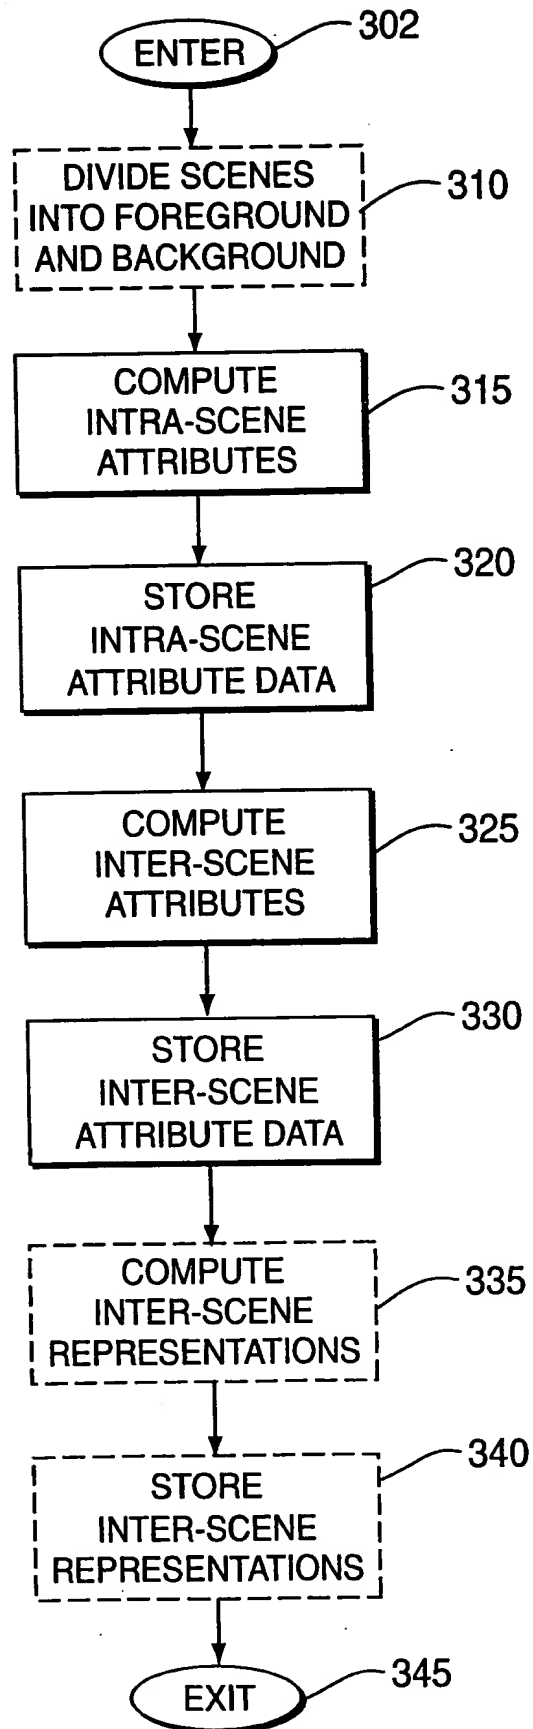 ENTER
302
DIVIDE SCENES
INTO FOREGROUND
AND BACKGROUND
310
COMPUTE
INTRA-SCENE
ATTRIBUTES
315
STORE
INTRA-SCENE
ATTRIBUTE DATA
320
COMPUTE
INTER-SCENE
ATTRIBUTES
325
STORE
INTER-SCENE
ATTRIBUTE DATA
330
COMPUTE
INTER-SCENE
REPRESENTATIONS
335
STORE
INTER-SCENE
REPRESENTATIONS
340
EXIT
345